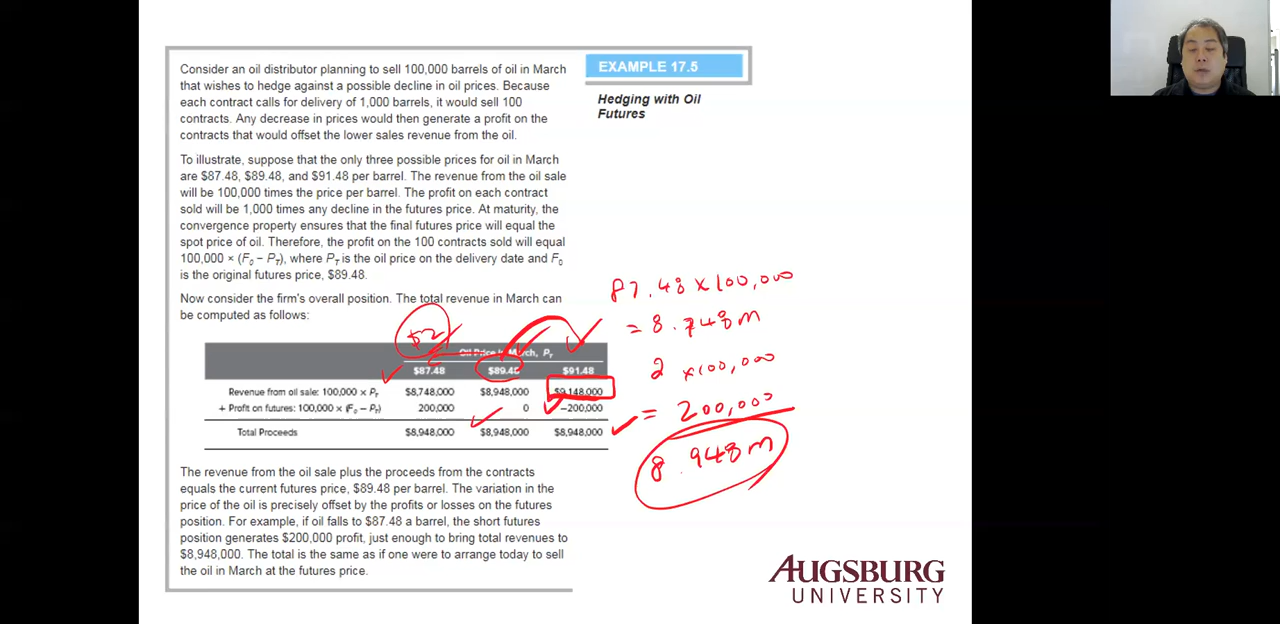 EXAMPLE 17.5
Hedging with Oil
Futures
Consider an oil distributor planning to sell 100,000 barrels of oil in March
that wishes to hedge against a possible decline in oil prices. Because
each contract calls for delivery of 1,000 barrels, it would sell 100
contracts. Any decrease in prices would then generate a profit on the
contracts that would offset the lower sales revenue from the oil.
To illustrate, suppose that the only three possible prices for oil in March
are $87.48, $89.48, and $91.48 per barrel. The revenue from the oil sale
will be 100,000 times the price per barrel. The profit on each contract
sold will be 1,000 times any decline in the futures price. At maturity, the
convergence property ensures that the final futures price will equal the
spot price of oil. Therefore, the profit on the 100 contracts sold will equal
100,000 × (F0 − PT), where PT is the oil price on the delivery date and F0
is the original futures price, $89.48.
Now consider the firm's overall position. The total revenue in March can
be computed as follows:
$2
Oil Price in March, PT
$87.48 $89.48 $91.48
Revenue from oil sale: 100,000 × PT $8,748,000 $8,948,000 $9,148,000
+ Profit on futures: 100,000 × (F0 − PT) 200,000 0 −200,000
Total Proceeds $8,948,000 $8,948,000 $8,948,000
The revenue from the oil sale plus the proceeds from the contracts
equals the current futures price, $89.48 per barrel. The variation in the
price of the oil is precisely offset by the profits or losses on the futures
position. For example, if oil falls to $87.48 a barrel, the short futures
position generates $200,000 profit, just enough to bring total revenues to
$8,948,000. The total is the same as if one were to arrange today to sell
the oil in March at the futures price.
87.48 × 100,000
= 8.748m
2 ×100,000
= 200,000
8.948m
AUGSBURG
UNIVERSITY